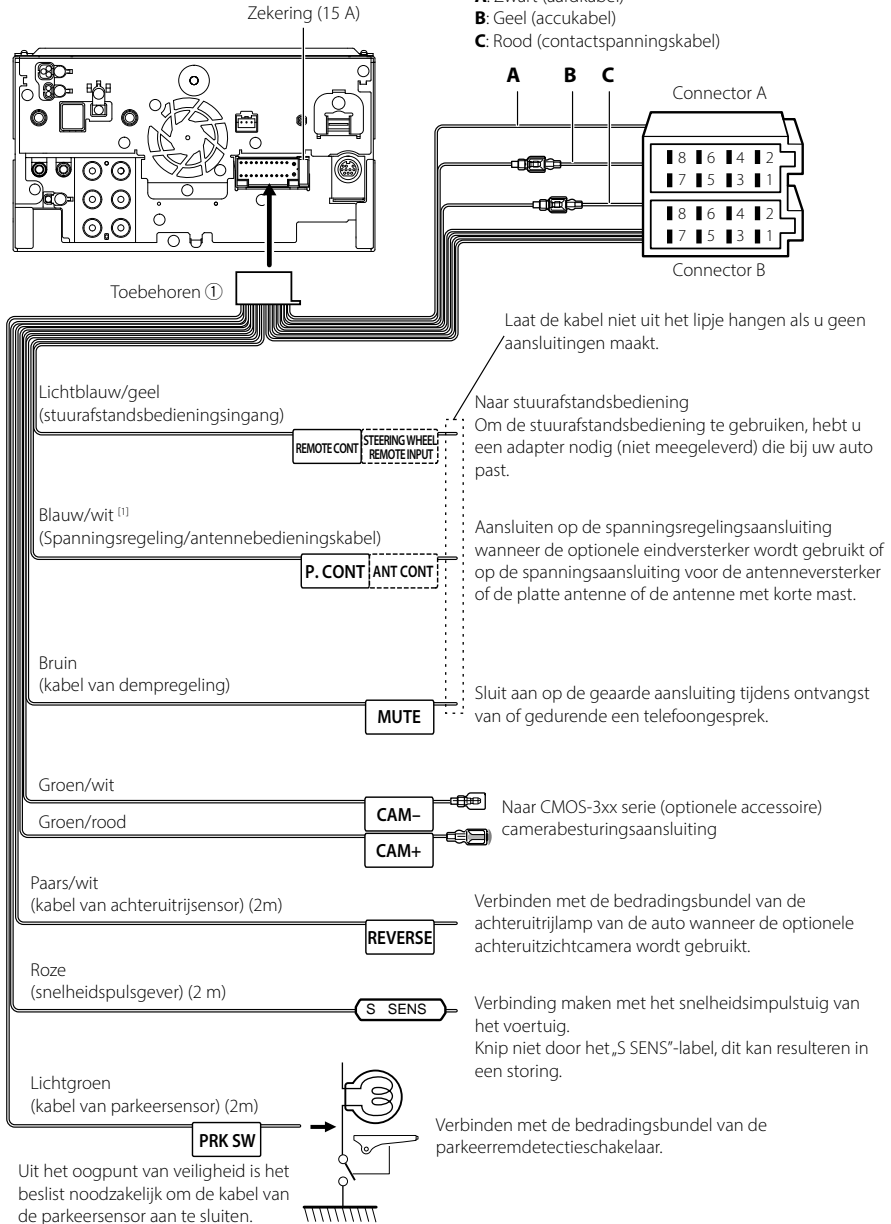 Zekering (15 A)
A: Zwart (aardkabel)
B: Geel (accukabel)
C: Rood (contactspanningskabel)
A B C
Connector A
8 6 4 2
7 5 3 1
8 6 4 2
7 5 3 1
Connector B
Toebehoren ①
Laat de kabel niet uit het lipje hangen als u geen
aansluitingen maakt.
Lichtblauw/geel
(stuurafstandsbedieningsingang)
REMOTE CONT
STEERING WHEEL
REMOTE INPUT
Naar stuurafstandsbediening
Om de stuurafstandsbediening te gebruiken, hebt u
een adapter nodig (niet meegeleverd) die bij uw auto
past.
Blauw/wit [1]
(Spanningsregeling/antennebedieningskabel)
P. CONT ANT CONT
Aansluiten op de spanningsregelingsaansluiting
wanneer de optionele eindversterker wordt gebruikt of
op de spanningsaansluiting voor de antenneversterker
of de platte antenne of de antenne met korte mast.
Bruin
(kabel van dempregeling)
MUTE
Sluit aan op de geaarde aansluiting tijdens ontvangst
van of gedurende een telefoongesprek.
Groen/wit
CAM–
Groen/rood
CAM+
Naar CMOS-3xx serie (optionele accessoire)
camerabesturingsaansluiting
Paars/wit
(kabel van achteruitrijsensor) (2m)
REVERSE
Verbinden met de bedradingsbundel van de
achteruitrijlamp van de auto wanneer de optionele
achteruitzichtcamera wordt gebruikt.
Roze
(snelheidspulsgever) (2 m)
S SENS
Verbinding maken met het snelheidsimpulstuig van
het voertuig.
Knip niet door het „S SENS”-label, dit kan resulteren in
een storing.
Lichtgroen
(kabel van parkeersensor) (2m)
PRK SW
Verbinden met de bedradingsbundel van de
parkeerremdetectieschakelaar.
Uit het oogpunt van veiligheid is het
beslist noodzakelijk om de kabel van
de parkeersensor aan te sluiten.